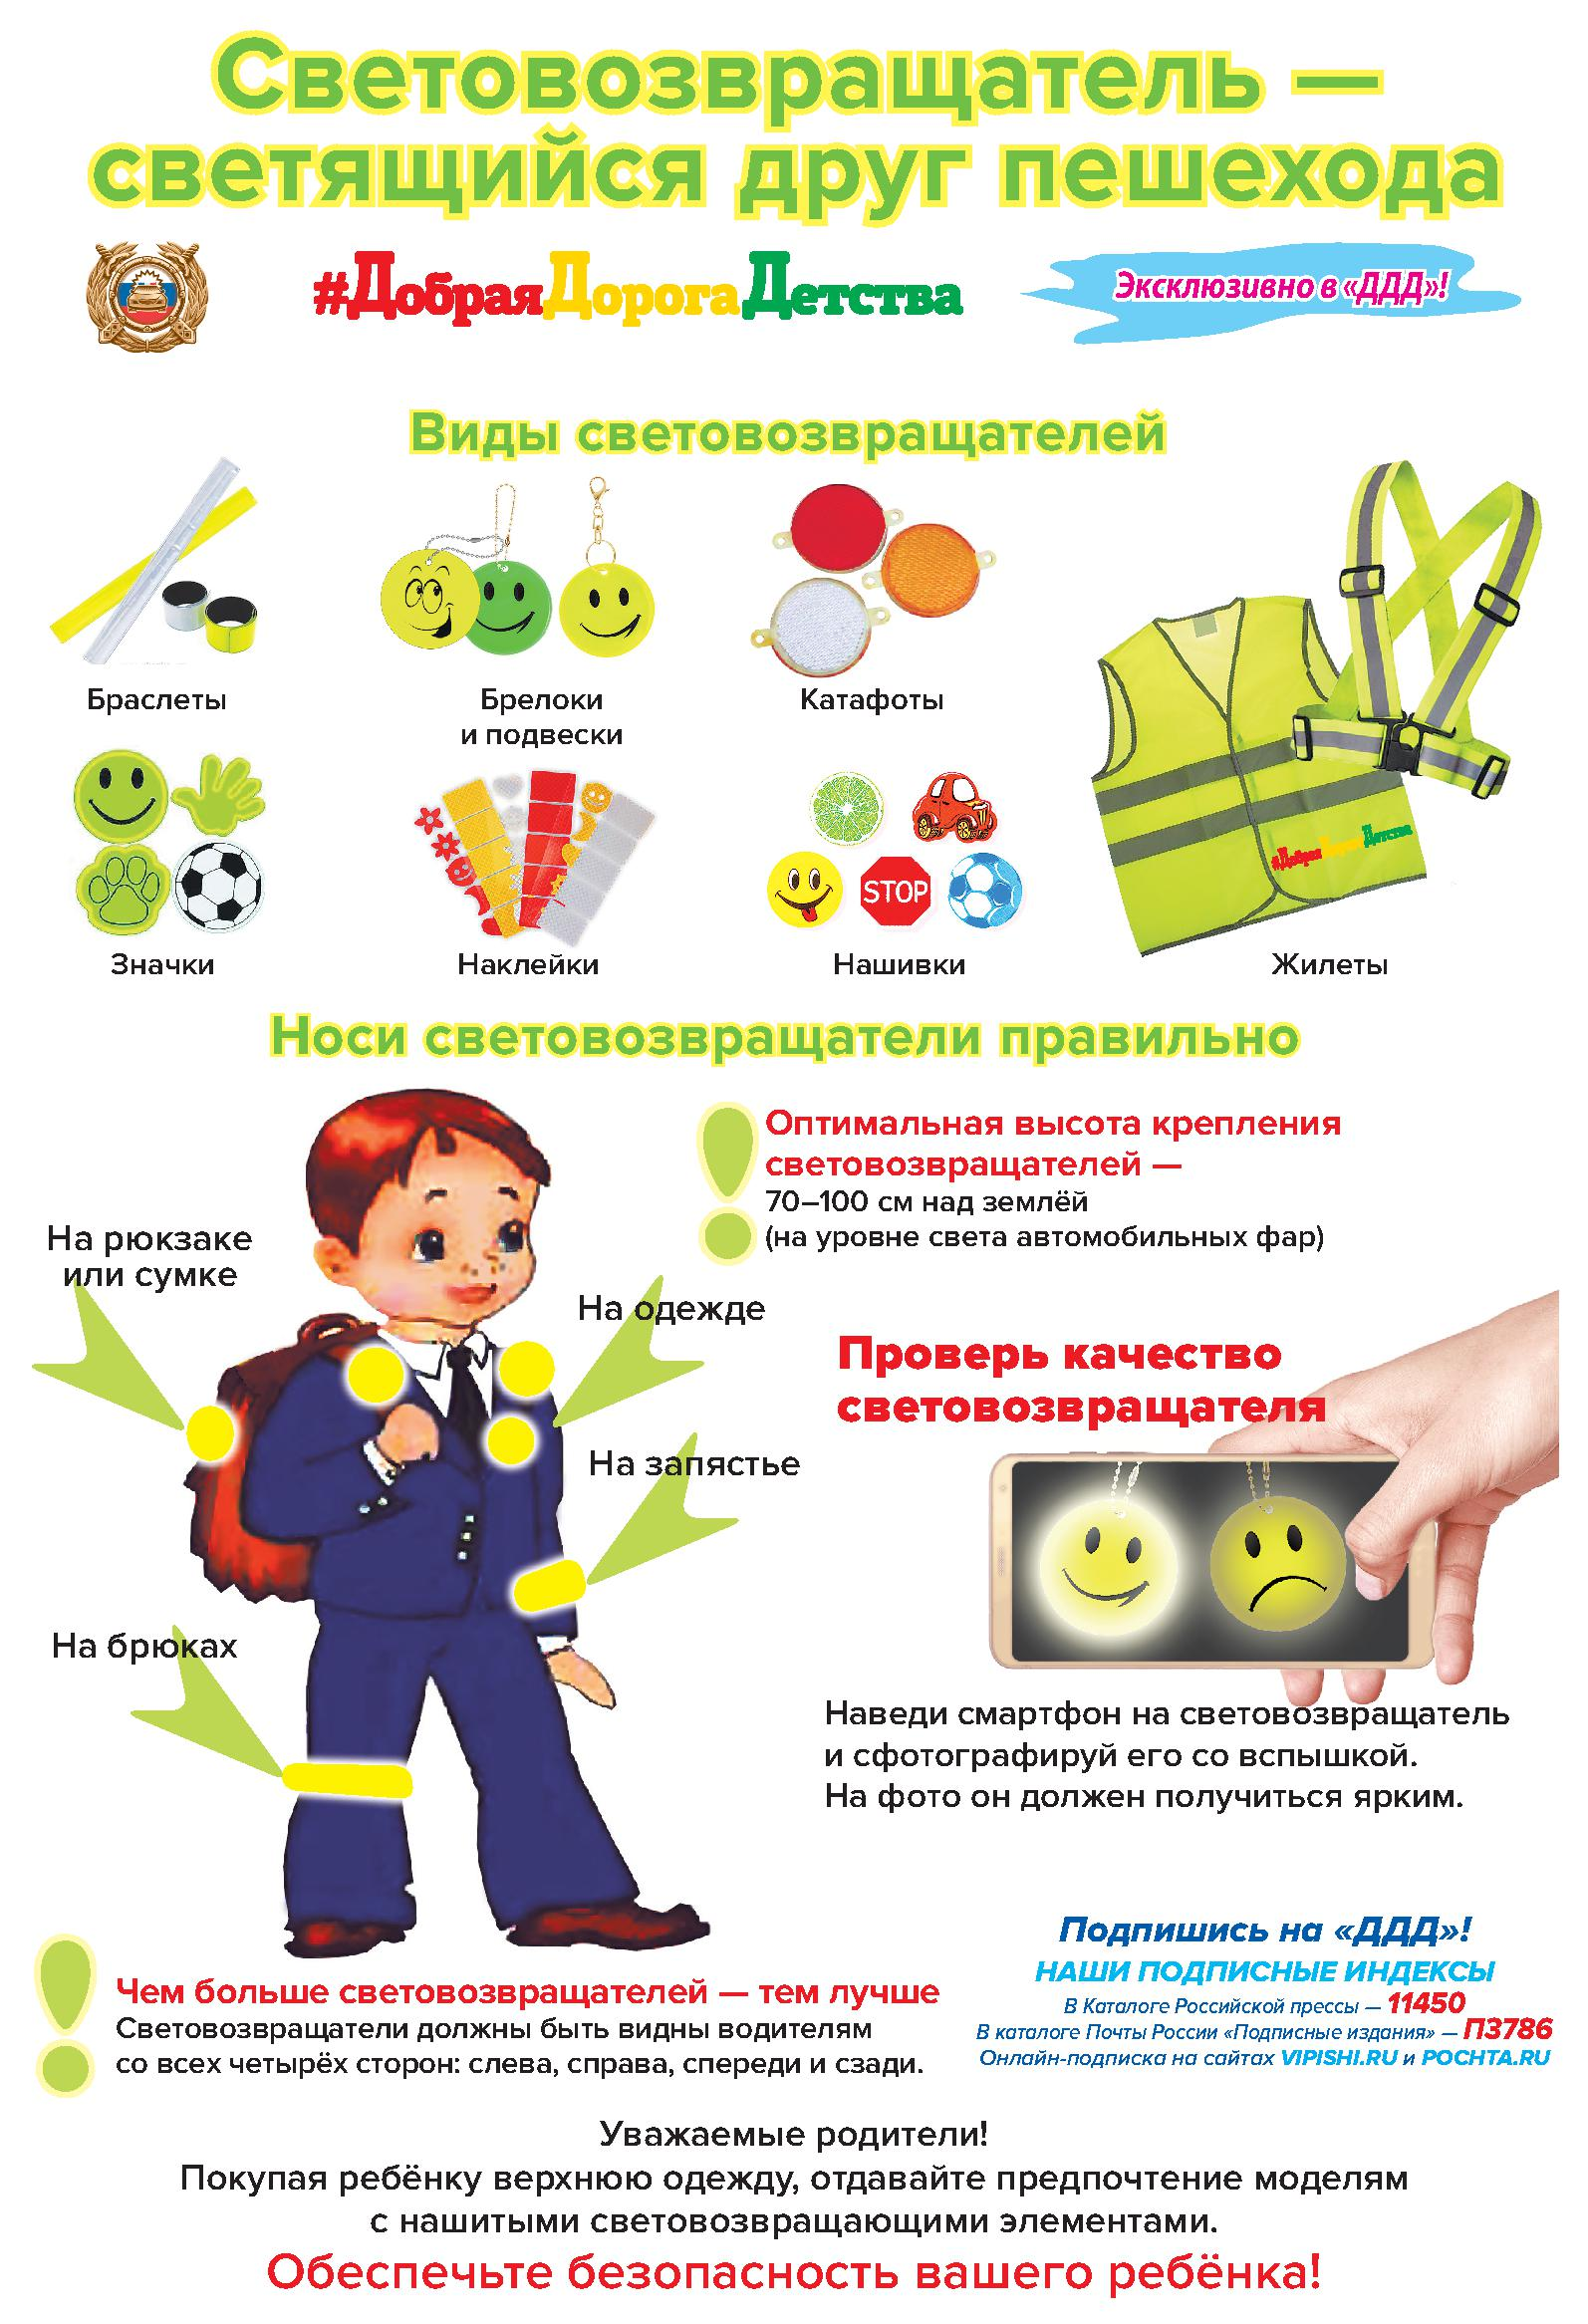 Световозвращатель —
светящийся друг пешехода
#ДобраяДорогаДетства
Эксклюзивно в «ДДД»!
Виды световозвращателей
Браслеты
Брелоки
и подвески
Катафоты
Значки
Наклейки
STOP
Нашивки
#ДобраяДорогаДетства
Жилеты
Носи световозвращатели правильно
Оптимальная высота крепления
световозвращателей —
70–100 см над землёй
(на уровне света автомобильных фар)
На рюкзаке
или сумке
На одежде
На запястье
На брюках
Проверь качество
световозвращателя
Наведи смартфон на световозвращатель
и сфотографируй его со вспышкой.
На фото он должен получиться ярким.
Чем больше световозвращателей — тем лучше
Световозвращатели должны быть видны водителям
со всех четырёх сторон: слева, справа, спереди и сзади.
Подпишись на «ДДД»!
НАШИ ПОДПИСНЫЕ ИНДЕКСЫ
В Каталоге Российской прессы — 11450
В каталоге Почты России «Подписные издания» — П3786
Онлайн-подписка на сайтах VIPISHI.RU и POCHTA.RU
Уважаемые родители!
Покупая ребёнку верхнюю одежду, отдавайте предпочтение моделям
с нашитыми световозвращающими элементами.
Обеспечьте безопасность вашего ребёнка!